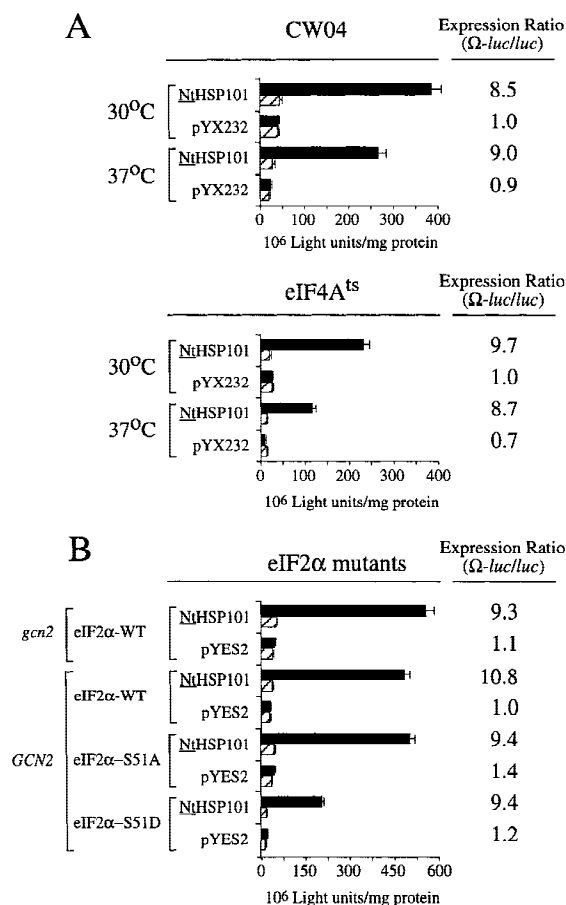 A
CW04
Expression Ratio
(Ω-luc/luc)
30°C
NtHSP101
8.5
pYX232
1.0
37°C
NtHSP101
9.0
pYX232
0.9
0 100 200 300 400
10⁶ Light units/mg protein
eIF4Aᵗˢ
Expression Ratio
(Ω-luc/luc)
30°C
NtHSP101
9.7
pYX232
1.0
37°C
NtHSP101
8.7
pYX232
0.7
0 100 200 300 400
10⁶ Light units/mg protein
B
eIF2α mutants
Expression Ratio
(Ω-luc/luc)
gcn2
eIF2α-WT
NtHSP101
9.3
pYES2
1.1
GCN2
eIF2α-WT
NtHSP101
10.8
pYES2
1.0
eIF2α–S51A
NtHSP101
9.4
pYES2
1.4
eIF2α–S51D
NtHSP101
9.4
pYES2
1.2
0 150 300 450 600
10⁶ Light units/mg protein